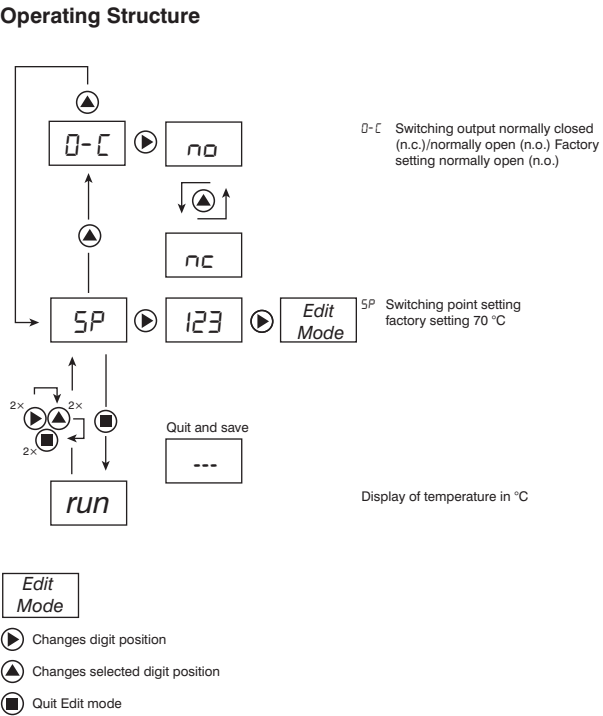 Operating Structure
0-C
no
0-C Switching output normally closed
(n.c.)/normally open (n.o.) Factory
setting normally open (n.o.)
nc
SP
123
Edit
Mode
SP Switching point setting
factory setting 70 °C
2×
2×
2×
Quit and save
---
run
Display of temperature in °C
Edit
Mode
Changes digit position
Changes selected digit position
Quit Edit mode